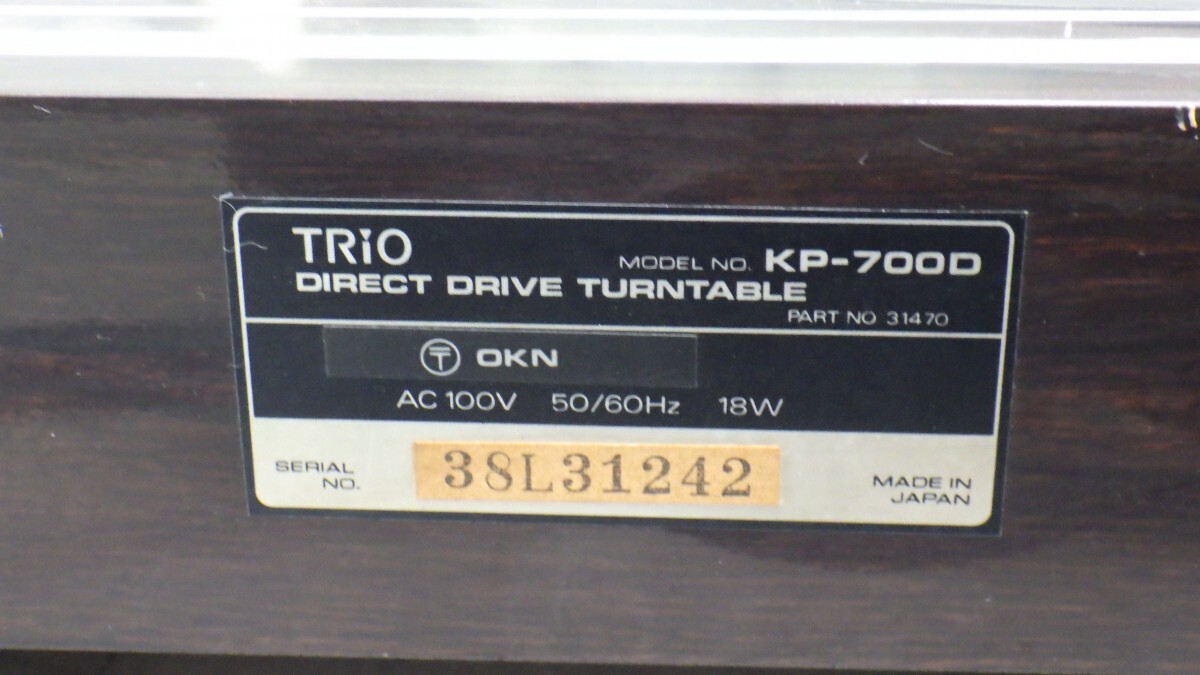 TRiO
MODEL NO. KP-700D
DIRECT DRIVE TURNTABLE
PART NO 31470
〒 OKN
AC 100V 50/60Hz 18W
SERIAL NO.
38L31242
MADE IN
JAPAN